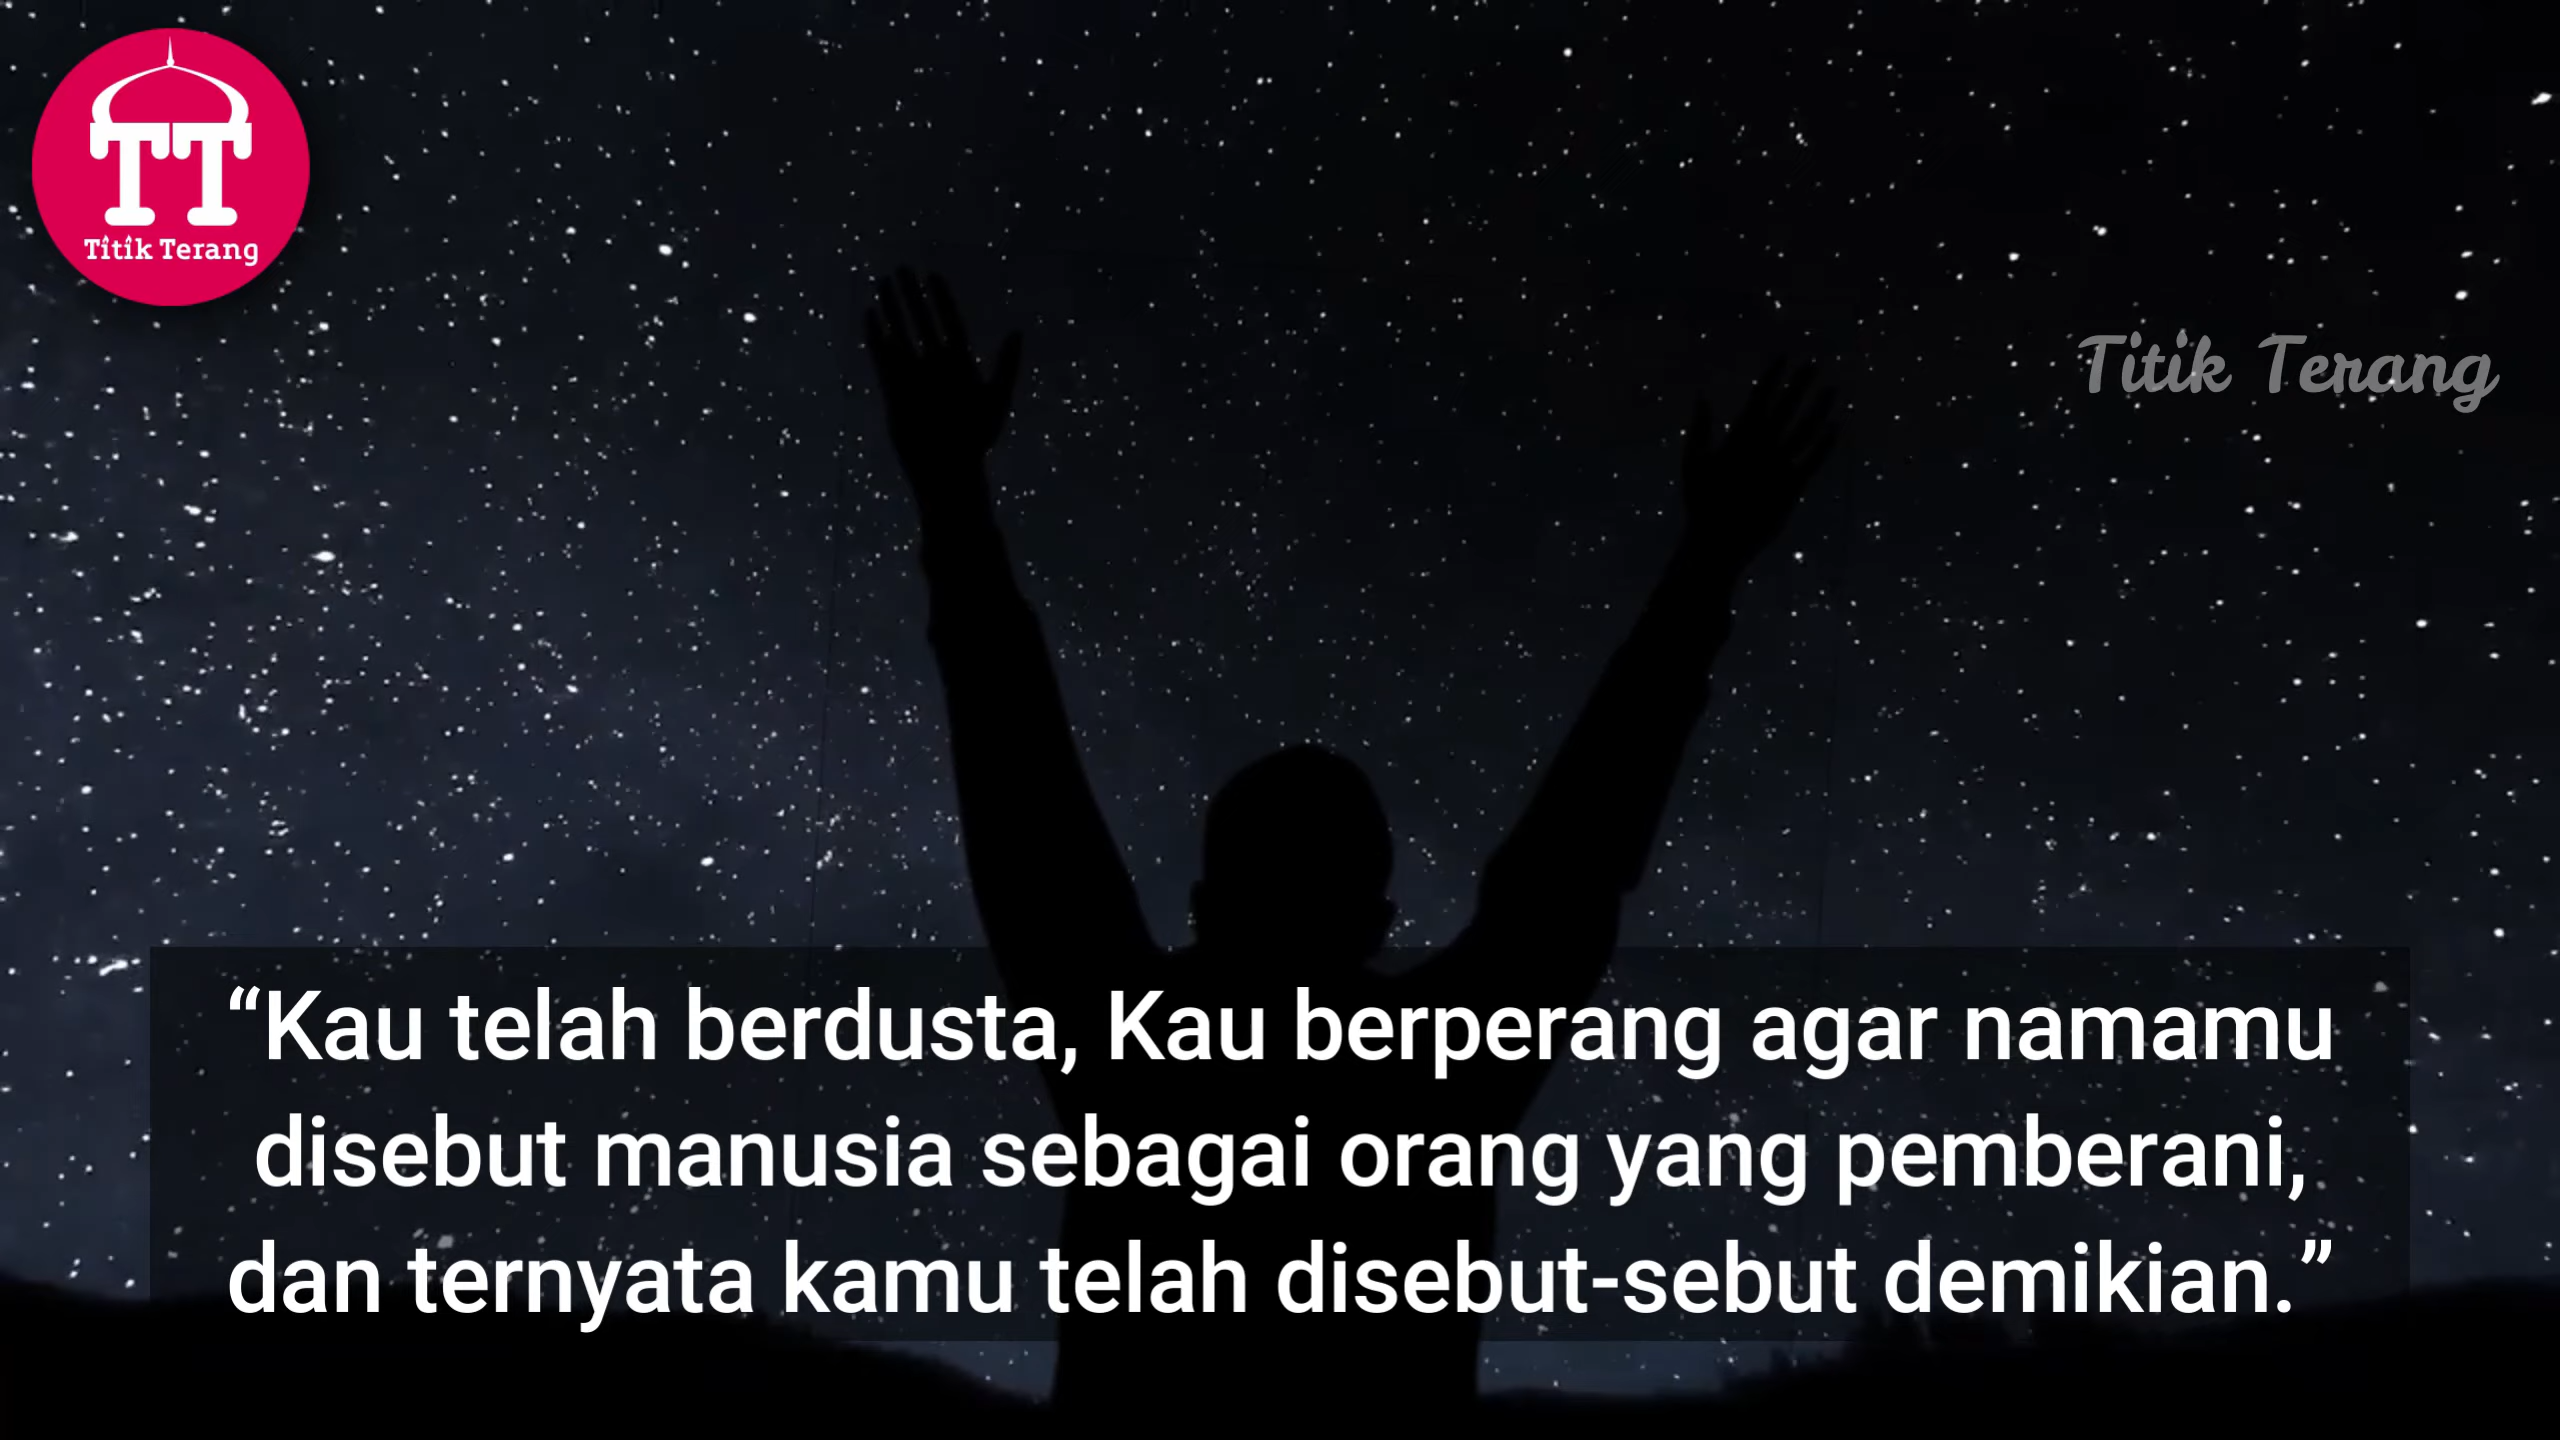 TT
Titik Terang
Titik Terang
“Kau telah berdusta, Kau berperang agar namamu
disebut manusia sebagai orang yang pemberani,
dan ternyata kamu telah disebut-sebut demikian.”